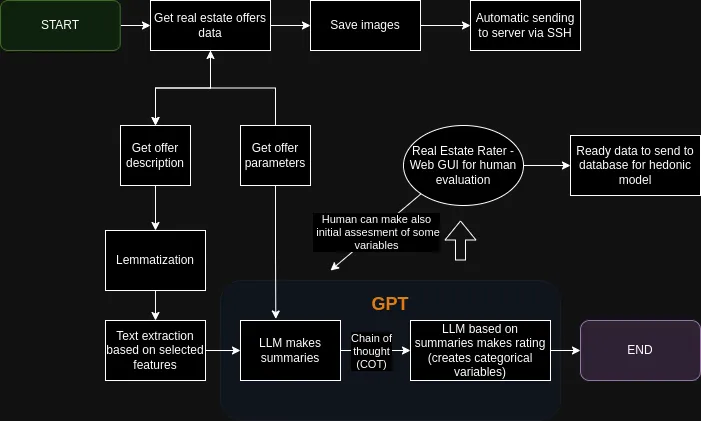 START
Get real estate offers
data
Save images
Automatic sending
to server via SSH
Get offer
description
Get offer
parameters
Real Estate Rater -
Web GUI for human
evaluation
Ready data to send to
database for hedonic
model
Human can make also
initial assesment of some
variables
Lemmatization
GPT
Text extraction
based on selected
features
LLM makes
summaries
Chain of
thought
(COT)
LLM based on
summaries makes rating
(creates categorical
variables)
END